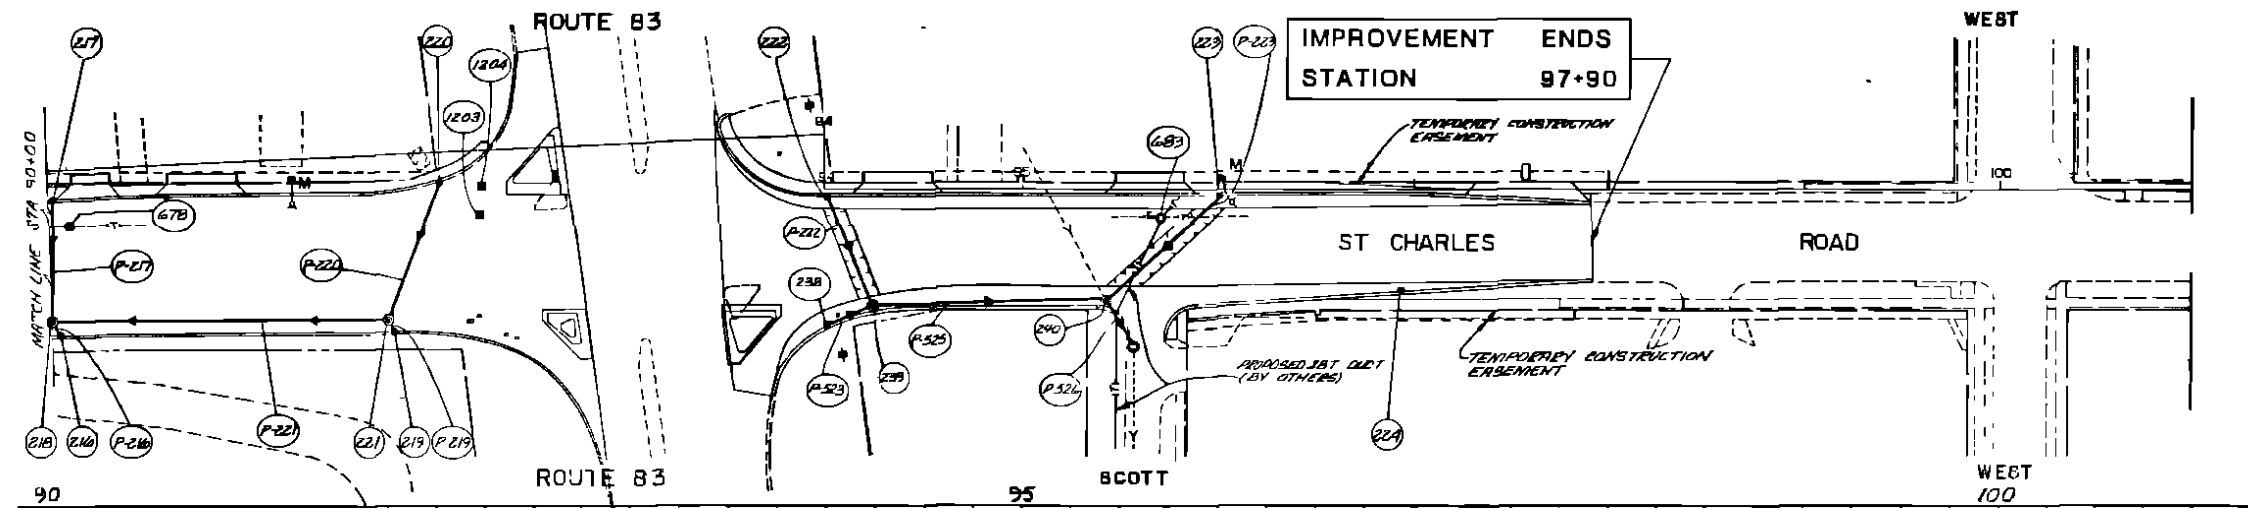 ROUTE 83
WEST
IMPROVEMENT ENDS
STATION 97+90
217
220
1204
222
223
P-223
1203
84
683
TEMPORARY CONSTRUCTION
EASEMENT
MATCH LINE STA 90+00
M
M
100
678
P-222
ST CHARLES
ROAD
P-217
P-220
238
240
P-525
TEMPORARY CONSTRUCTION
EASEMENT
PROPOSED IBT DUCT
(BY OTHERS)
P-523
239
P-526
218
216
P-216
P-221
221
219
P-219
224
ROUTE 83
SCOTT
WEST
90
95
100